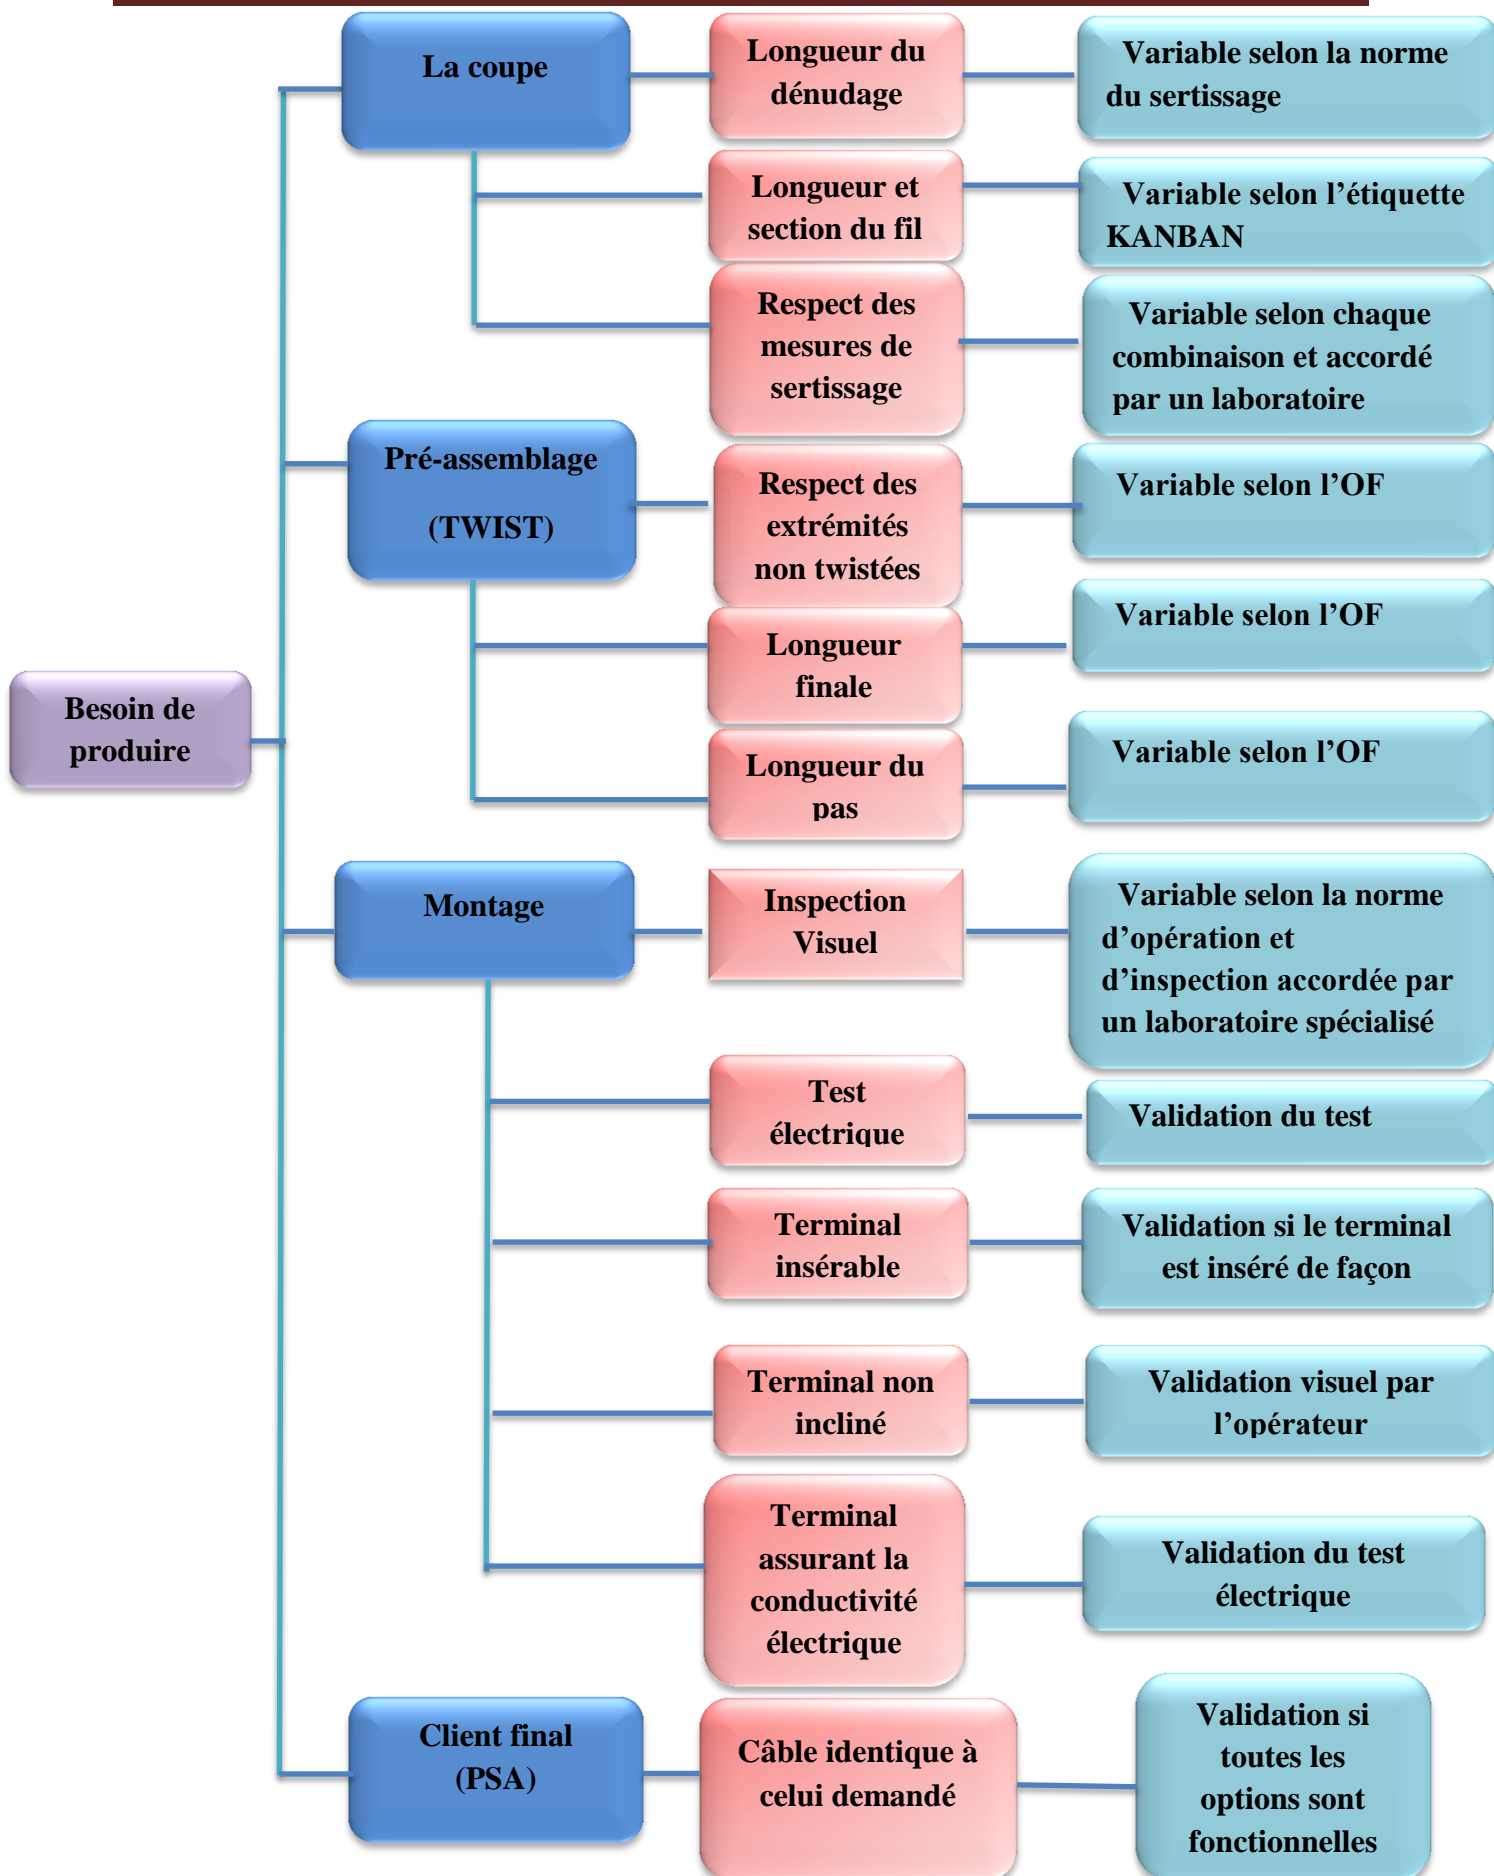 La coupe
Longueur du
dénudage
Variable selon la norme
du sertissage
Longueur et
section du fil
Variable selon l’étiquette
KANBAN
Respect des
mesures de
sertissage
Variable selon chaque
combinaison et accordé
par un laboratoire
Pré-assemblage
(TWIST)
Respect des
extrémités
non twistées
Variable selon l’OF
Longueur
finale
Variable selon l’OF
Longueur du
pas
Variable selon l’OF
Besoin de
produire
Montage
Inspection
Visuel
Variable selon la norme
d’opération et
d’inspection accordée par
un laboratoire spécialisé
Test
électrique
Validation du test
Terminal
insérable
Validation si le terminal
est inséré de façon
Terminal non
incliné
Validation visuel par
l’opérateur
Terminal
assurant la
conductivité
électrique
Validation du test
électrique
Client final
(PSA)
Câble identique à
celui demandé
Validation si
toutes les
options sont
fonctionnelles